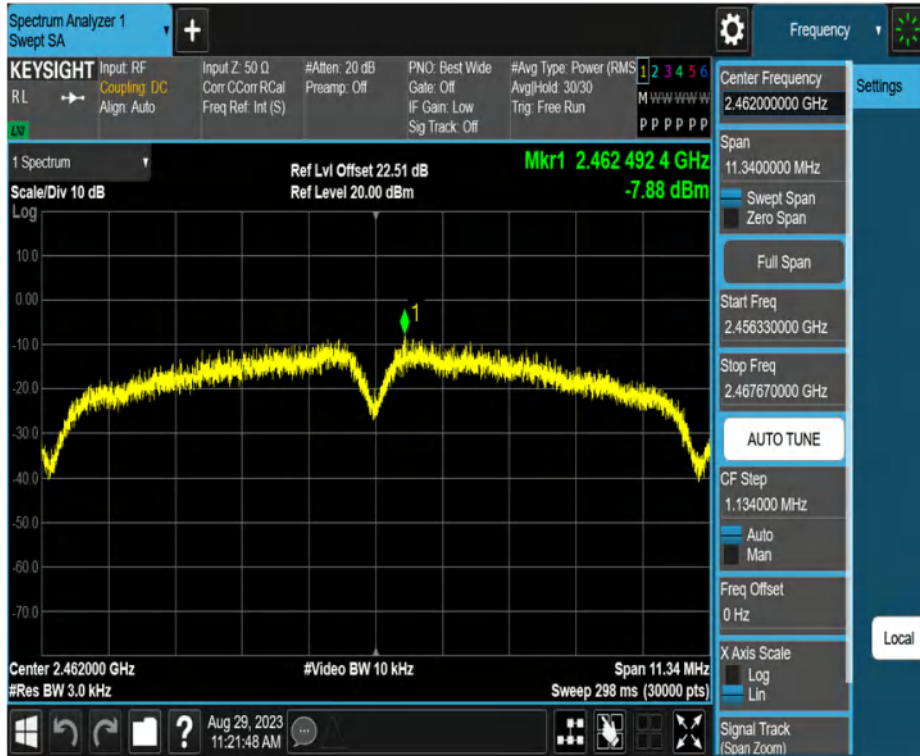 Spectrum Analyzer 1
Swept SA
+
Frequency
KEYSIGHT
RL
LXI
Input: RF
Coupling: DC
Align: Auto
Input Z: 50 Ω
Corr CCorr RCal
Freq Ref: Int (S)
#Atten: 20 dB
Preamp: Off
PNO: Best Wide
Gate: Off
IF Gain: Low
Sig Track: Off
#Avg Type: Power (RMS
Avg|Hold: 30/30
Trig: Free Run
1 2 3 4 5 6
M W W W W W
P P P P P P
1 Spectrum
Scale/Div 10 dB
Ref Lvl Offset 22.51 dB
Ref Level 20.00 dBm
Mkr1 2.462 492 4 GHz
-7.88 dBm
Log
10.0
0.00
-10.0
-20.0
-30.0
-40.0
-50.0
-60.0
-70.0
1
Center 2.462000 GHz
#Res BW 3.0 kHz
#Video BW 10 kHz
Span 11.34 MHz
Sweep 298 ms (30000 pts)
Center Frequency
2.462000000 GHz
Span
11.3400000 MHz
Swept Span
Zero Span
Full Span
Start Freq
2.456330000 GHz
Stop Freq
2.467670000 GHz
AUTO TUNE
CF Step
1.134000 MHz
Auto
Man
Freq Offset
0 Hz
X Axis Scale
Log
Lin
Signal Track
(Span Zoom)
Settings
Local
?
Aug 29, 2023
11:21:48 AM